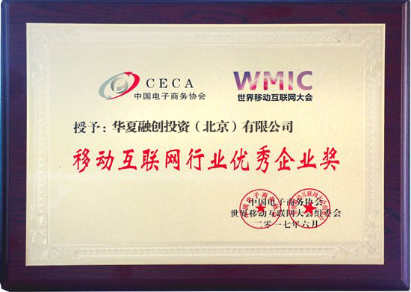 CECA
中国电子商务协会
WMIC
世界移动互联网大会
授予：华夏融创投资（北京）有限公司
移动互联网行业优秀企业奖
中国电子商务协会
世界移动互联网大会组委会
二〇一七年六月